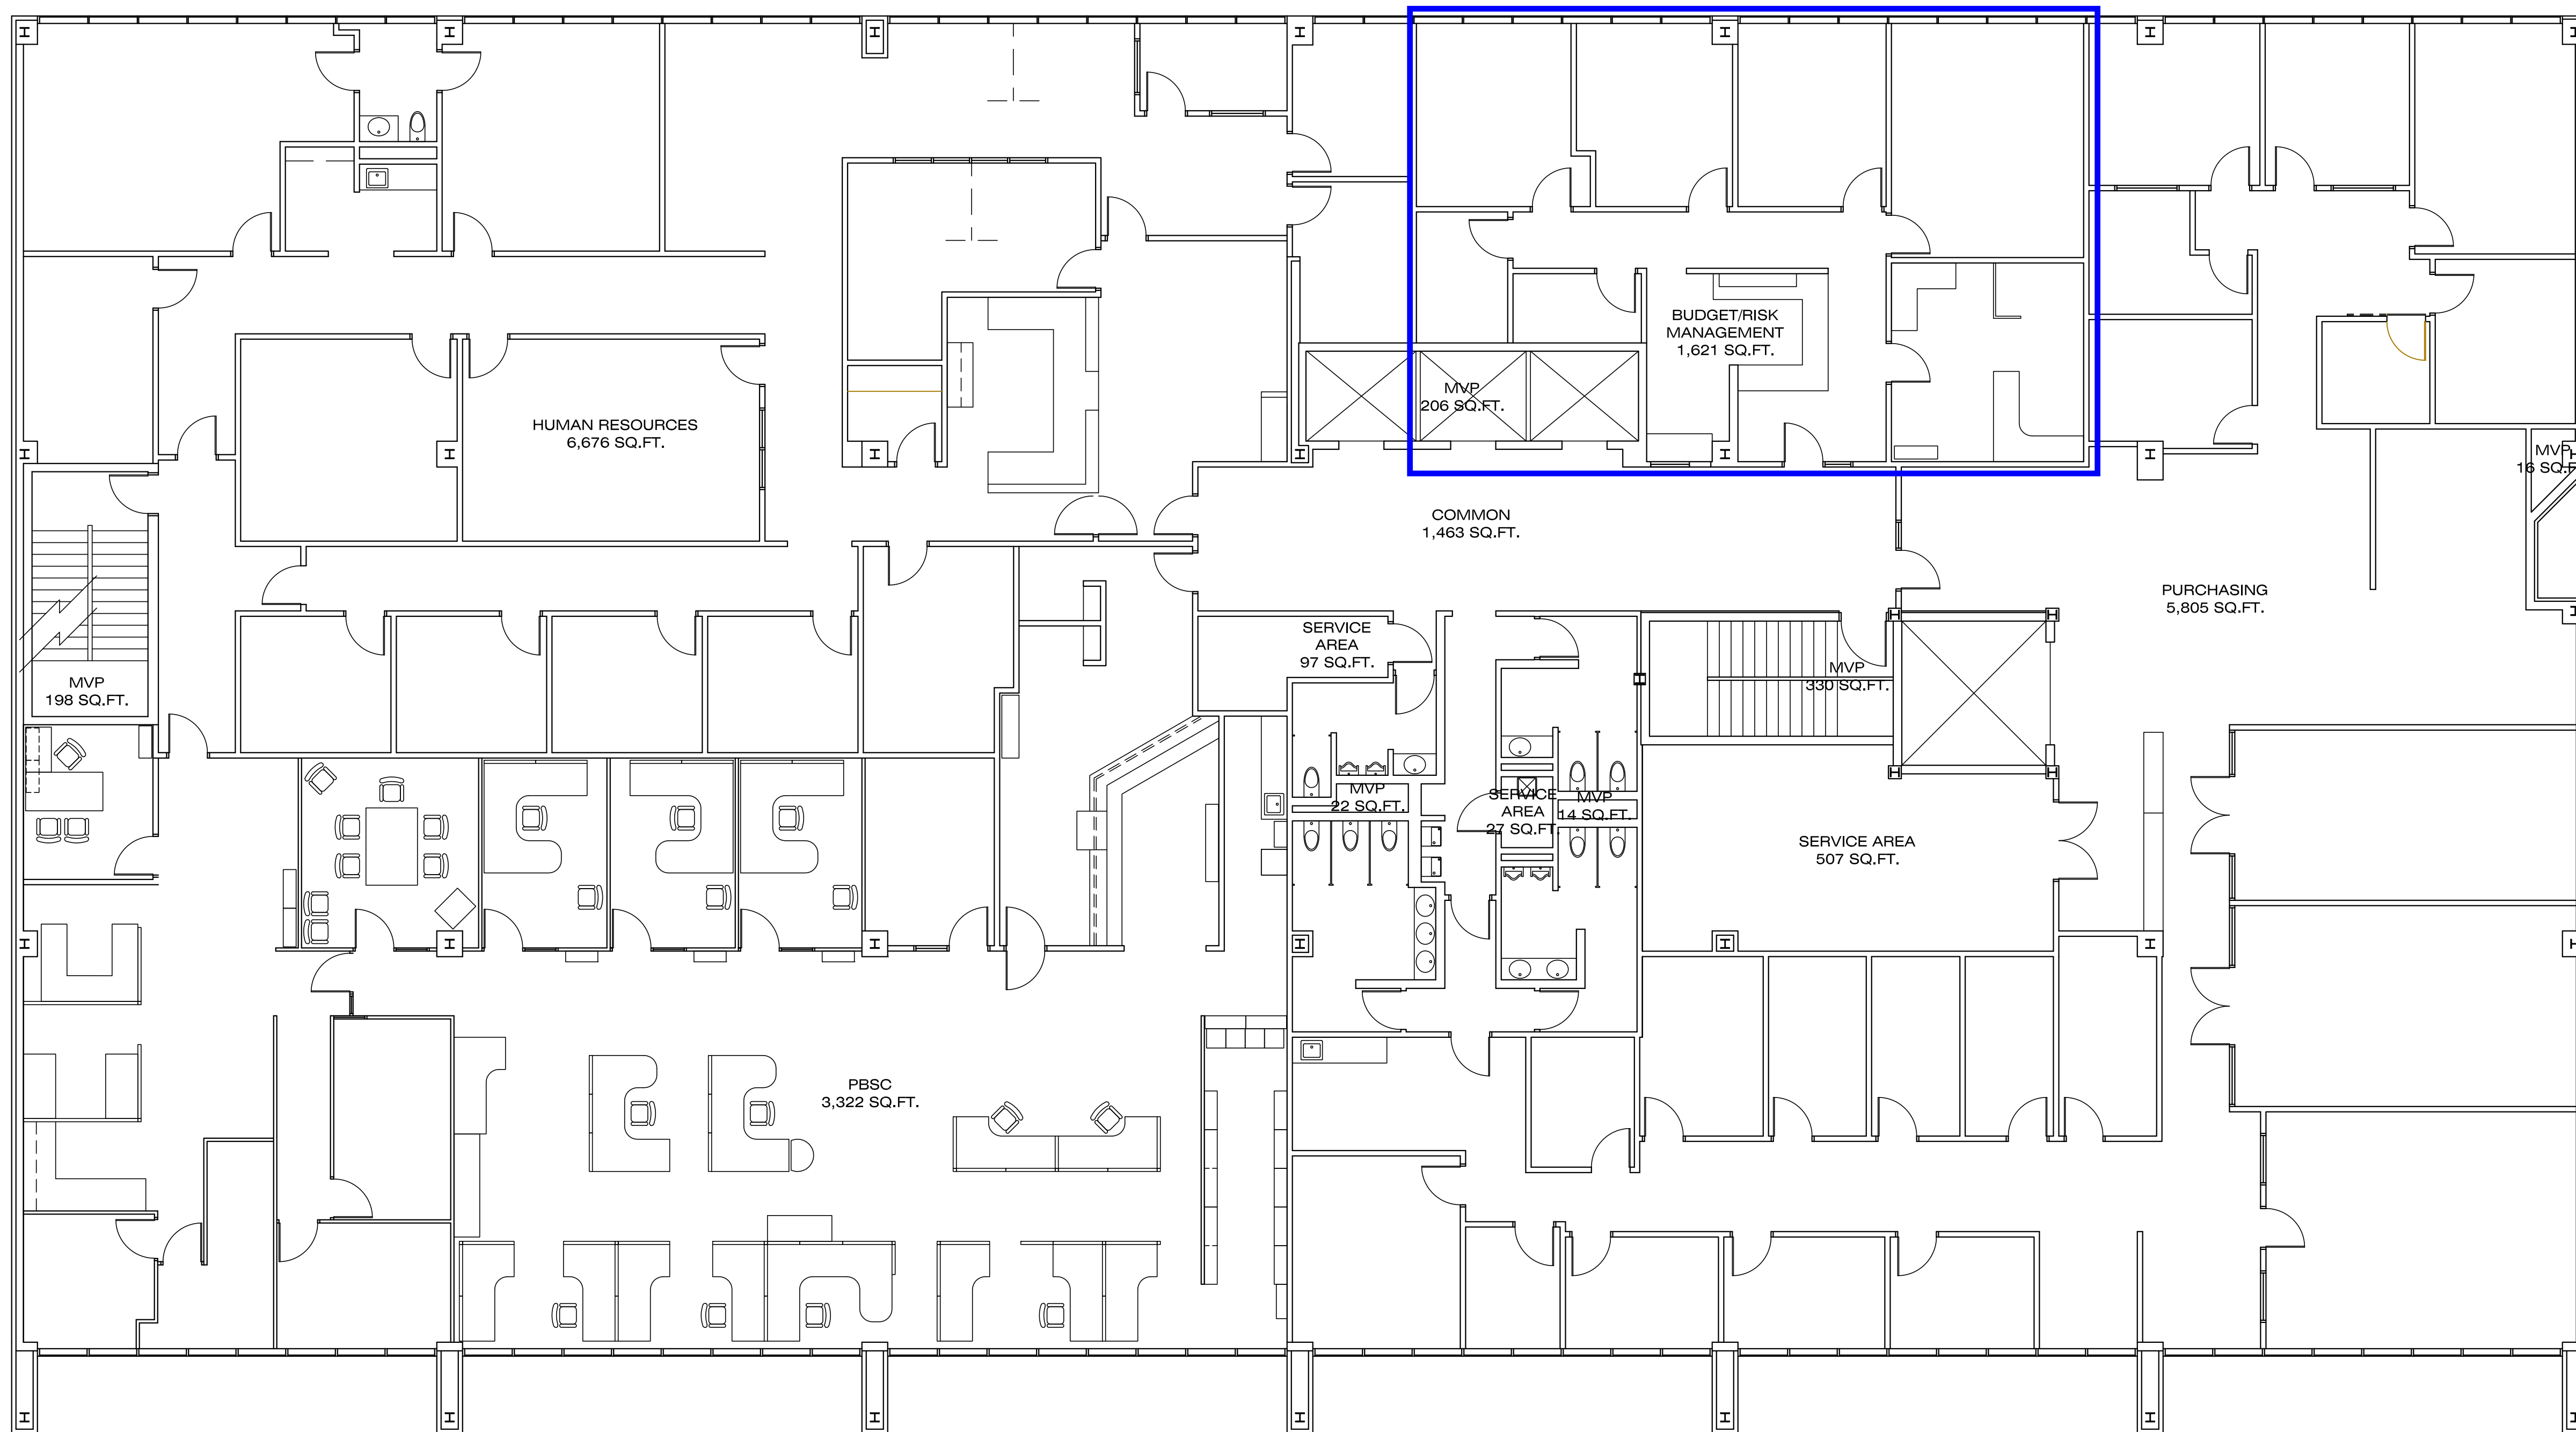 BUDGET/RISK
MANAGEMENT
1,621 SQ.FT.
MVP
206 SQ.FT.
HUMAN RESOURCES
6,676 SQ.FT.
MVP
16 SQ.F
COMMON
1,463 SQ.FT.
PURCHASING
5,805 SQ.FT.
SERVICE
AREA
97 SQ.FT.
MVP
330 SQ.FT.
MVP
198 SQ.FT.
MVP
22 SQ.FT.
SERVICE
AREA
27 SQ.FT.
MVP
14 SQ.FT.
SERVICE AREA
507 SQ.FT.
PBSC
3,322 SQ.FT.